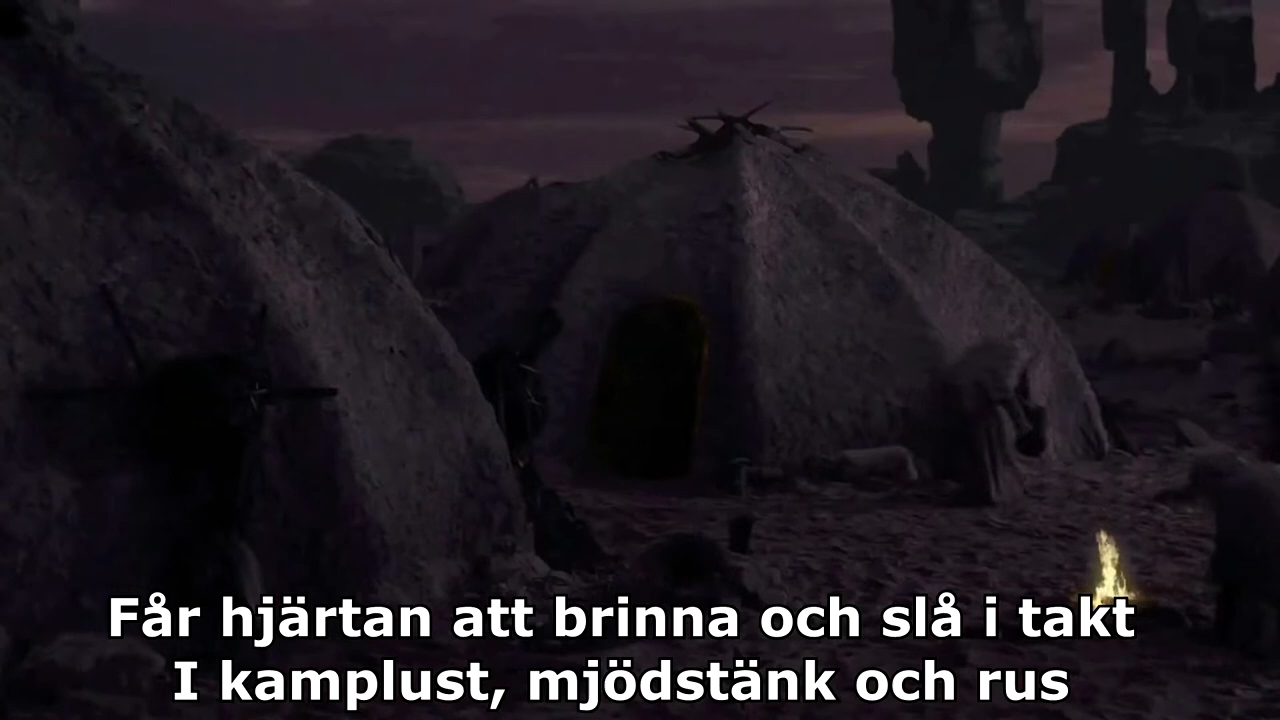 Får hjärtan att brinna och slå i takt
I kamplust, mjödstänk och rus